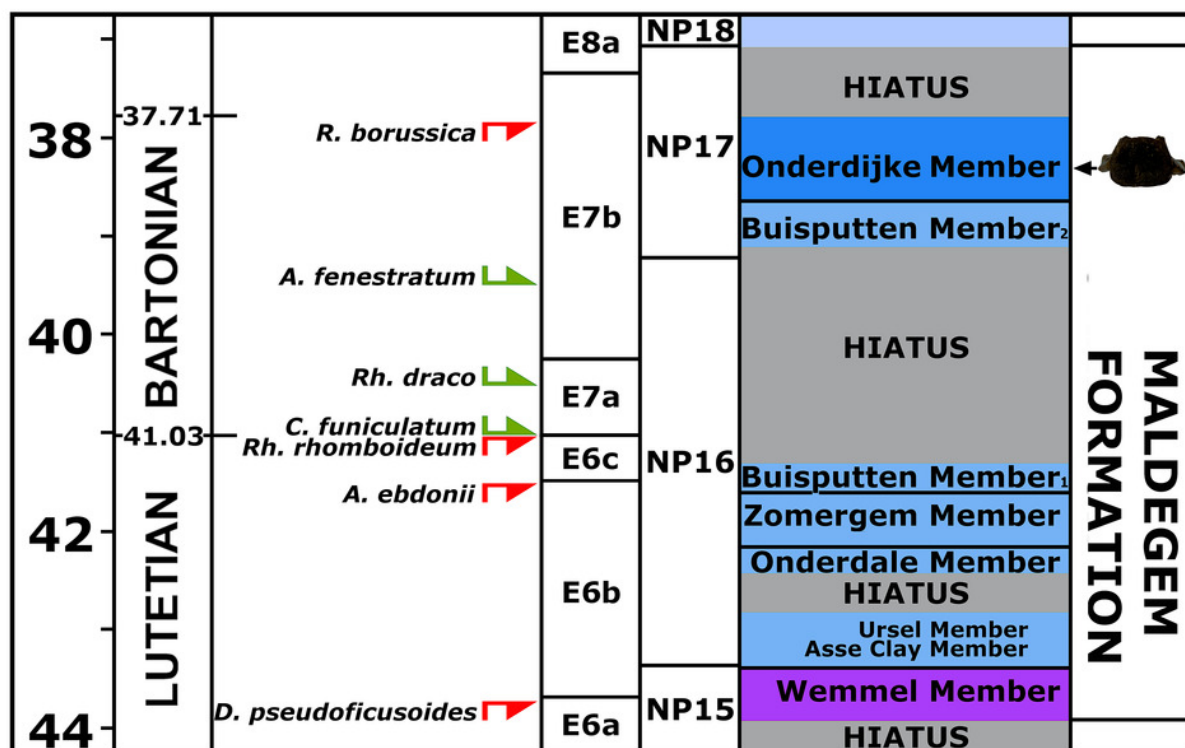 38
40
42
44
BARTONIAN
LUTETIAN
37.71
41.03
R. borussica
A. fenestratum
Rh. draco
C. funiculatum
Rh. rhomboideum
A. ebdonii
D. pseudoficusoides
E8a
E7b
E7a
E6c
E6b
E6a
NP18
NP17
NP16
NP15
HIATUS
Onderdijke Member
Buisputten Member2
HIATUS
Buisputten Member1
Zomergem Member
Onderdale Member
HIATUS
Ursel Member
Asse Clay Member
Wemmel Member
HIATUS
MALDEGEM
FORMATION